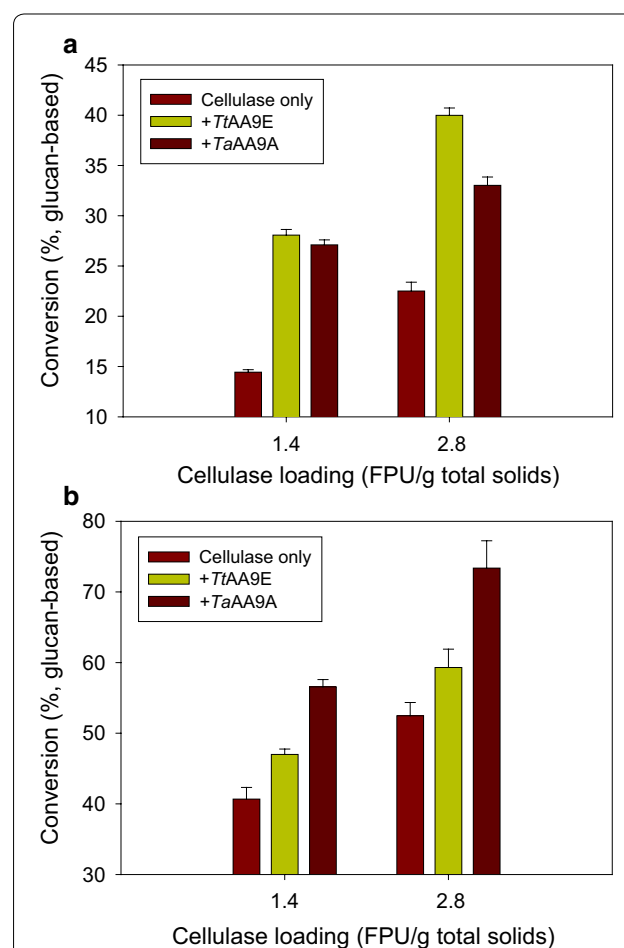 a
45
40
35
30
25
20
15
10
Conversion (%, glucan-based)
Cellulase only
+TtAA9E
+TaAA9A
1.4 2.8
Cellulase loading (FPU/g total solids)
b
80
70
60
50
40
30
Conversion (%, glucan-based)
Cellulase only
+TtAA9E
+TaAA9A
1.4 2.8
Cellulase loading (FPU/g total solids)